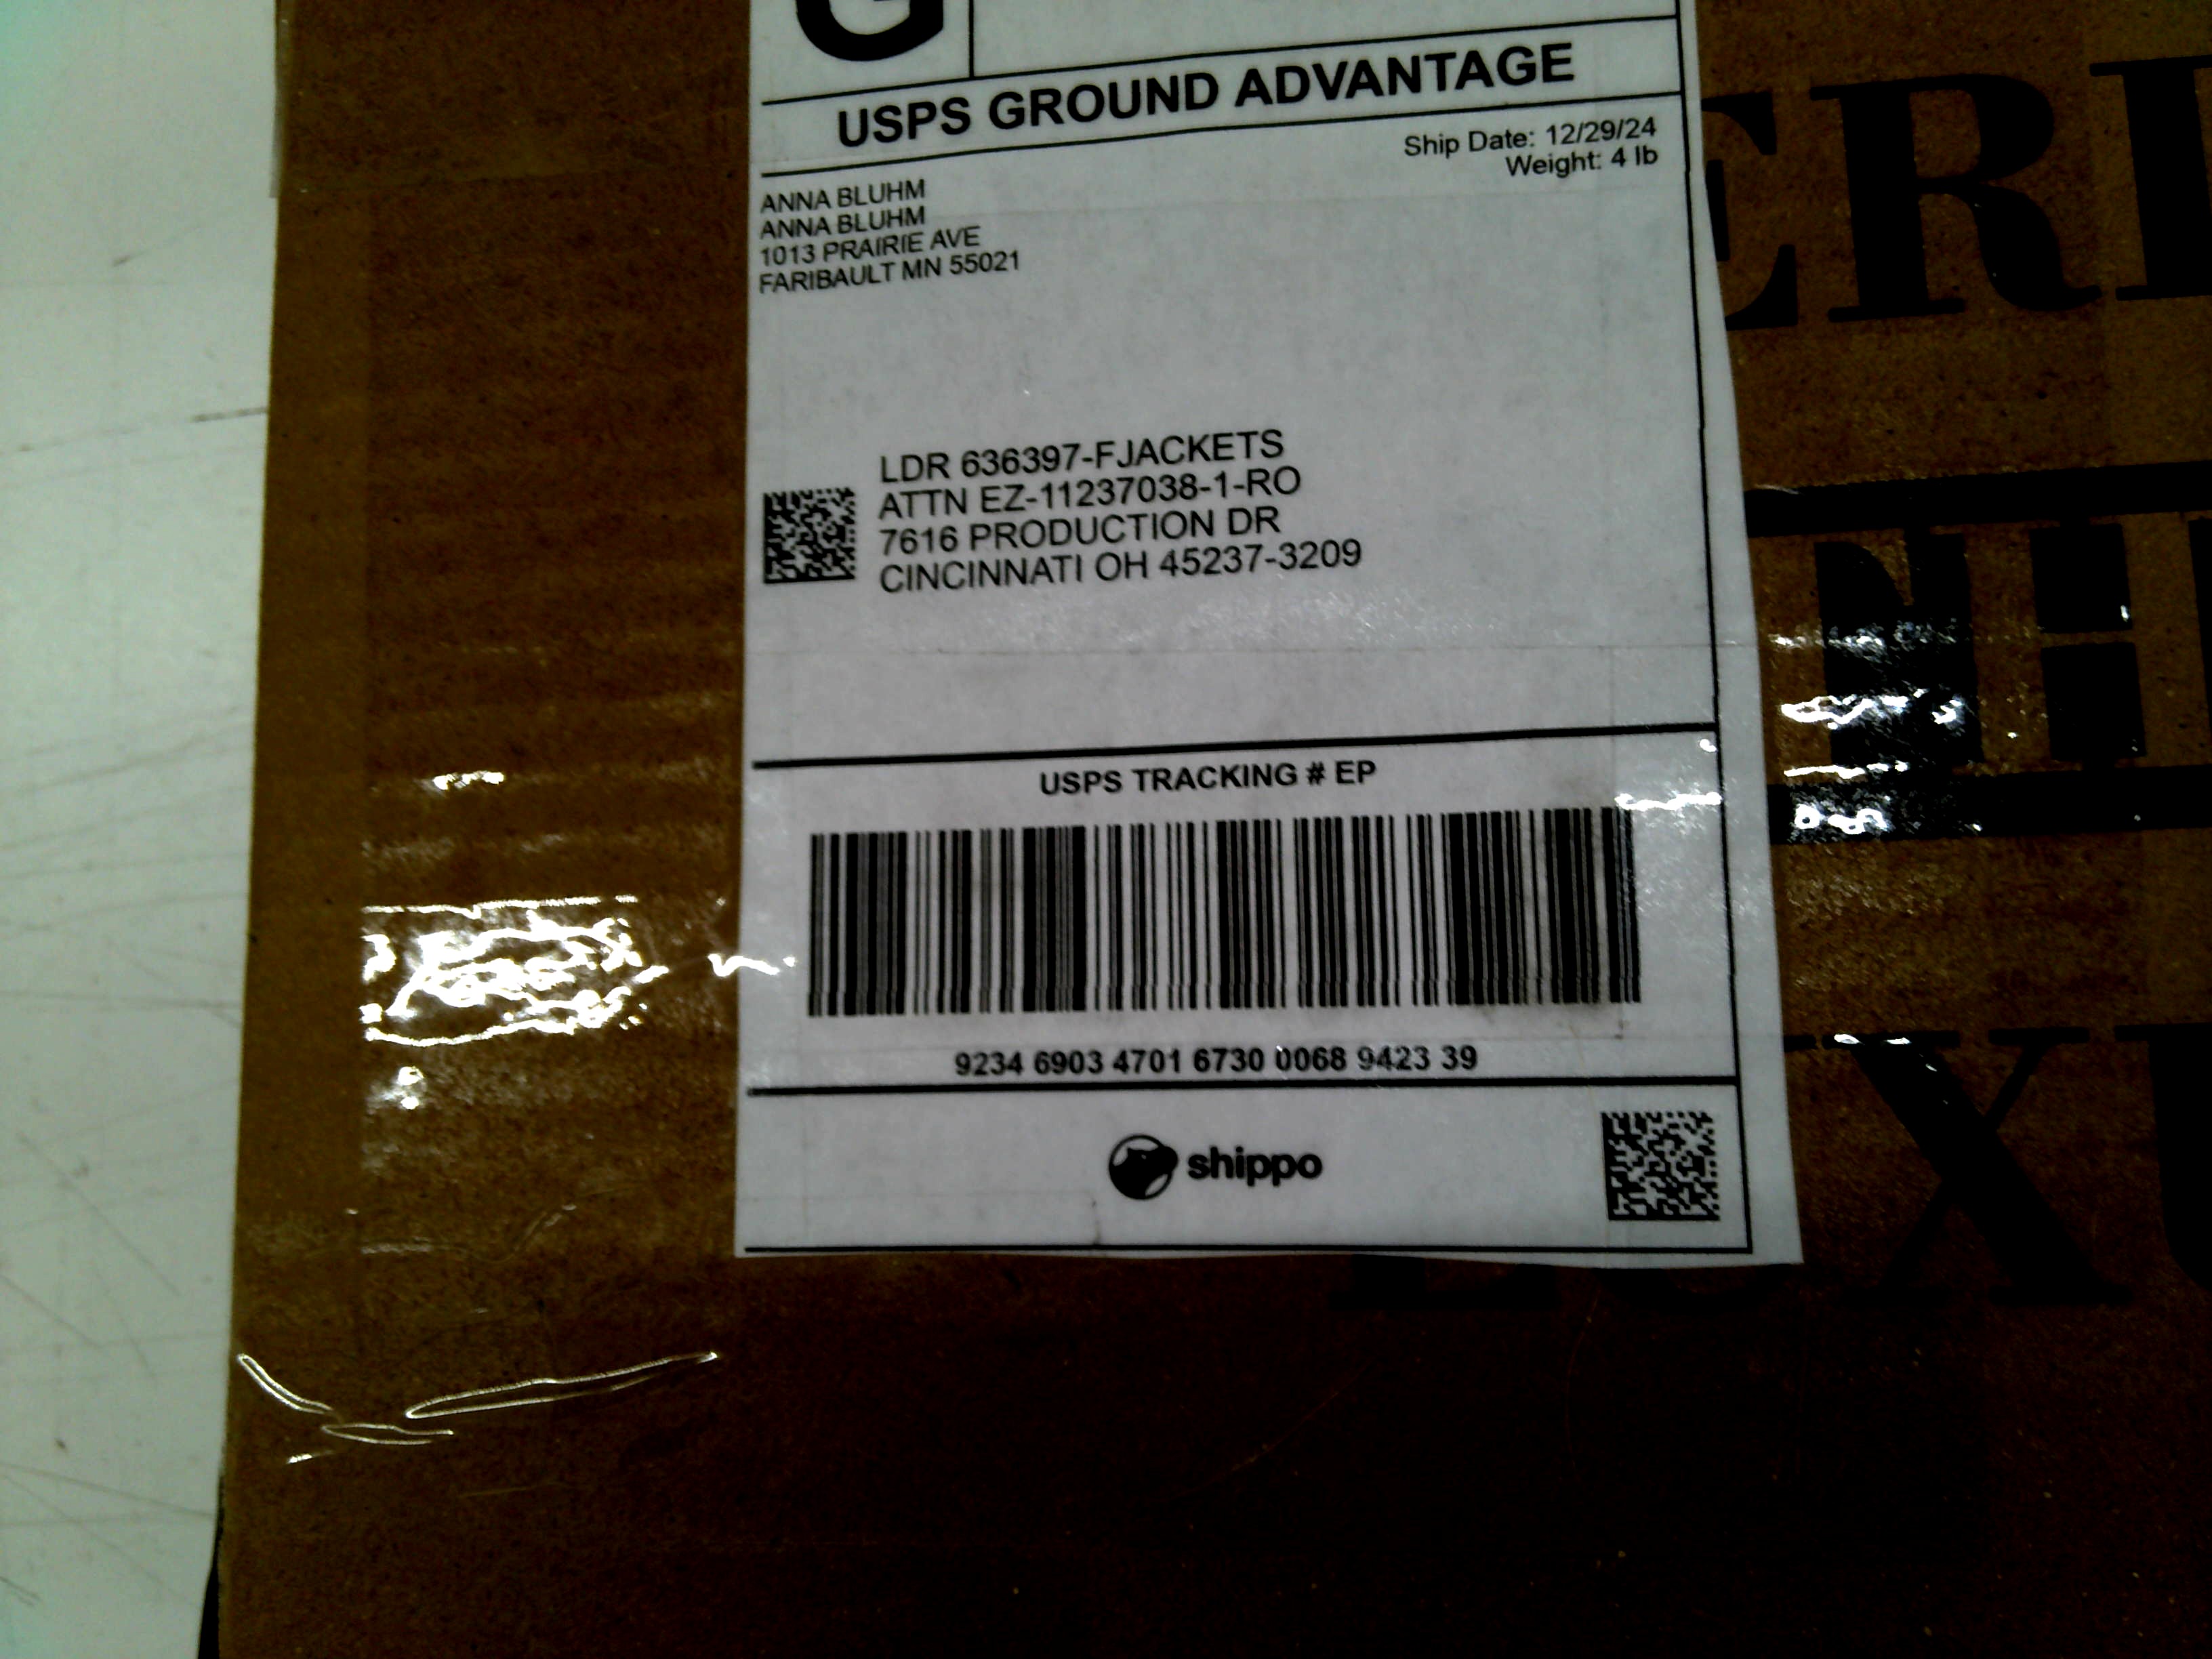 G
USPS GROUND ADVANTAGE
Ship Date: 12/29/24
Weight: 4 lb
ANNA BLUHM
ANNA BLUHM
1013 PRAIRIE AVE
FARIBAULT MN 55021
LDR 636397-FJACKETS
ATTN EZ-11237038-1-RO
7616 PRODUCTION DR
CINCINNATI OH 45237-3209
USPS TRACKING # EP
9234 6903 4701 6730 0068 9423 39
shippo